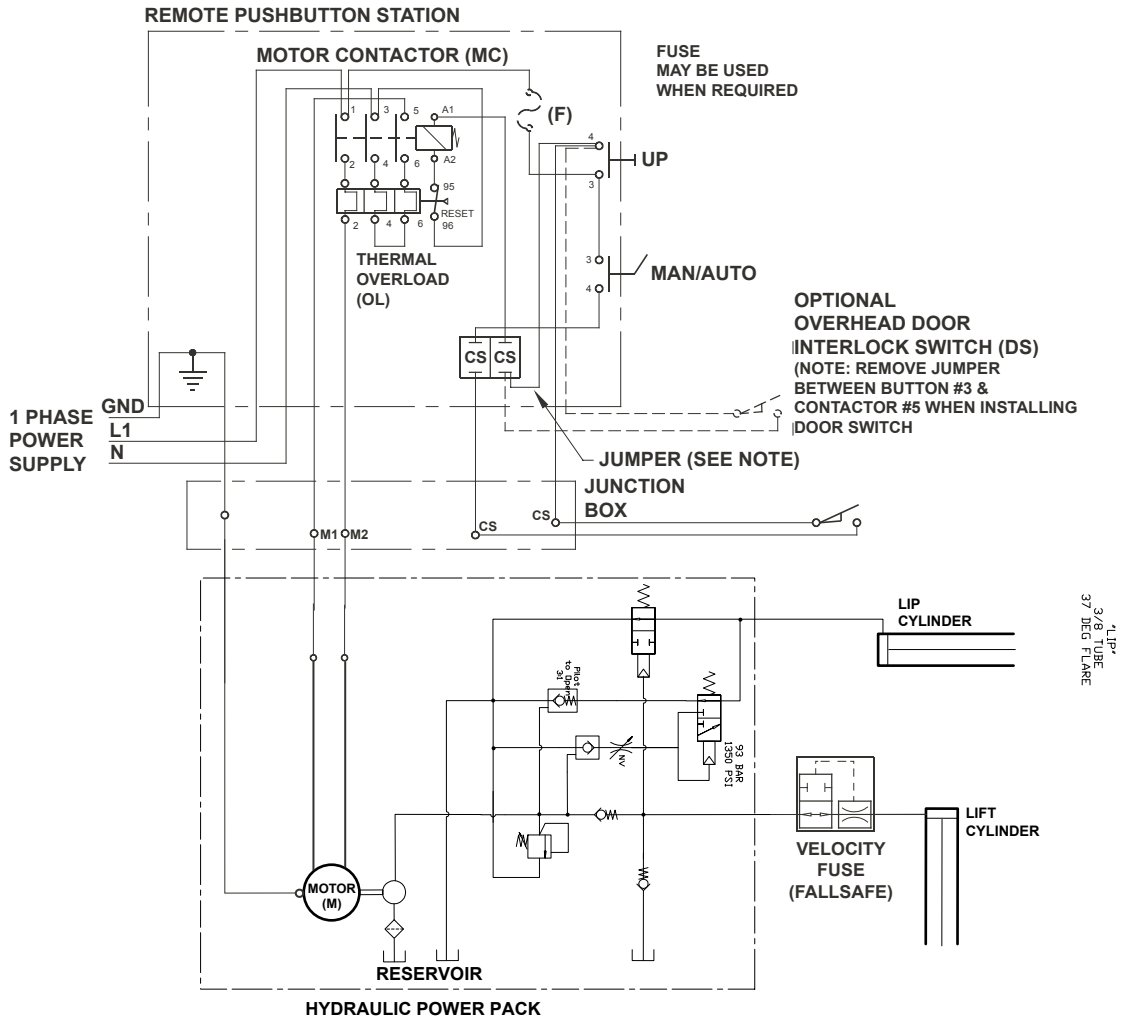 REMOTE PUSHBUTTON STATION
MOTOR CONTACTOR (MC)
FUSE
MAY BE USED
WHEN REQUIRED
(F)
1
3
5
A1
2
4
6
A2
95
RESET
96
2
4
6
THERMAL
OVERLOAD
(OL)
4
UP
3
3
MAN/AUTO
4
CS
CS
OPTIONAL
OVERHEAD DOOR
INTERLOCK SWITCH (DS)
(NOTE: REMOVE JUMPER
BETWEEN BUTTON #3 &
CONTACTOR #5 WHEN INSTALLING
DOOR SWITCH
1 PHASE
POWER
SUPPLY
GND
L1
N
JUMPER (SEE NOTE)
JUNCTION
BOX
CS
CS
M1
M2
LIP
CYLINDER
"LIP"
3/8 TUBE
37 DEG FLARE
Pilot
to Open
3:1
NV
93 BAR
1350 PSI
LIFT
CYLINDER
VELOCITY
FUSE
(FALLSAFE)
MOTOR
(M)
RESERVOIR
HYDRAULIC POWER PACK